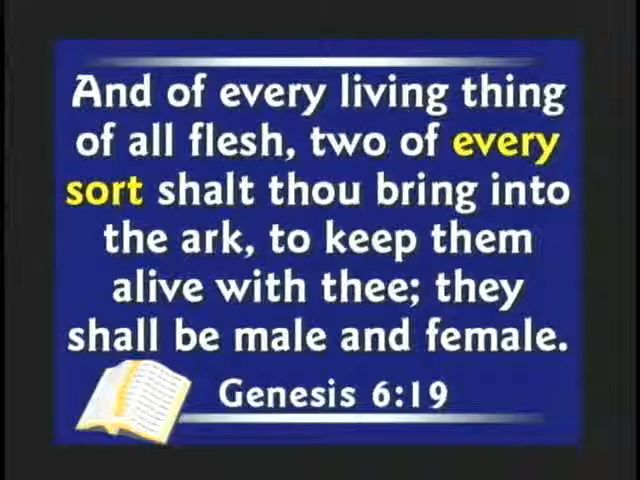 And of every living thing
of all flesh, two of every
sort shalt thou bring into
the ark, to keep them
alive with thee; they
shall be male and female.
Genesis 6:19